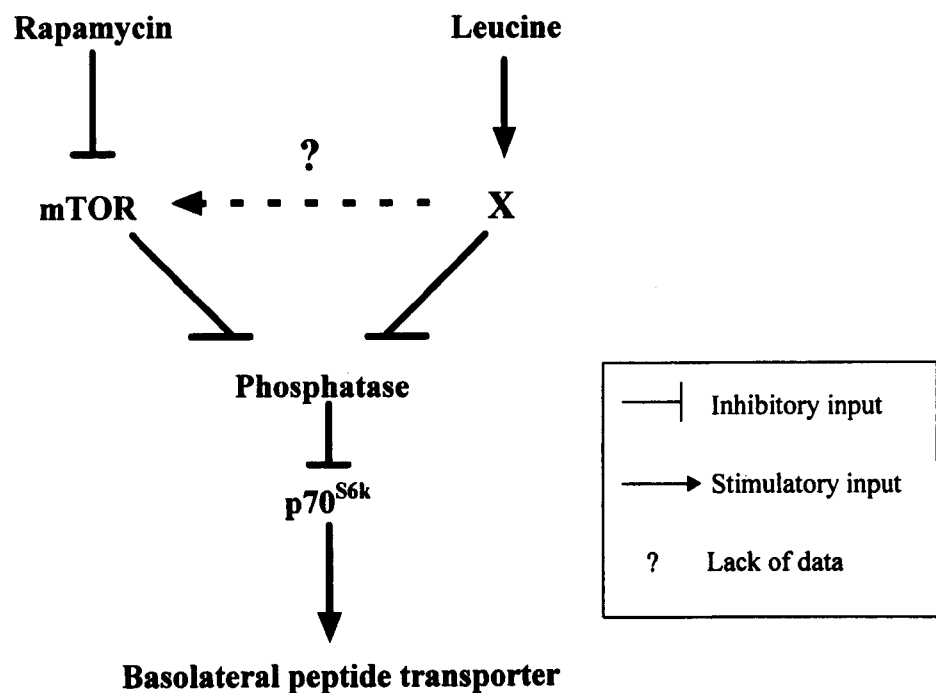 Rapamycin
Leucine
?
mTOR
X
Phosphatase
p70S6k
Basolateral peptide transporter
Inhibitory input
Stimulatory input
? Lack of data